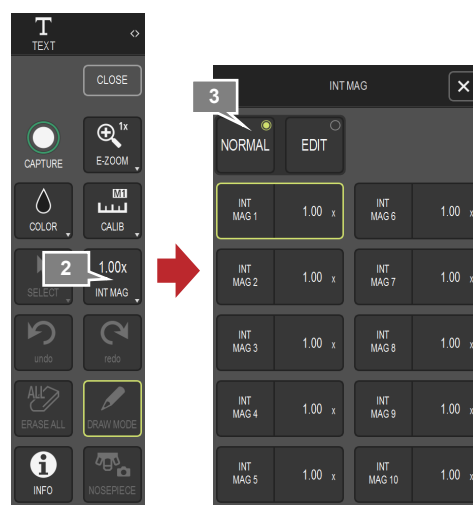 T
TEXT
CLOSE
CAPTURE
1x
E-ZOOM
COLOR
M1
CALIB
2
SELECT
1.00x
INT MAG
undo
redo
ALL
ERASE ALL
DRAW MODE
INFO
NOSEPIECE
INT MAG
3
NORMAL
EDIT
INT
MAG 1
1.00 x
INT
MAG 6
1.00 x
INT
MAG 2
1.00 x
INT
MAG 7
1.00 x
INT
MAG 3
1.00 x
INT
MAG 8
1.00 x
INT
MAG 4
1.00 x
INT
MAG 9
1.00 x
INT
MAG 5
1.00 x
INT
MAG 10
1.00 x